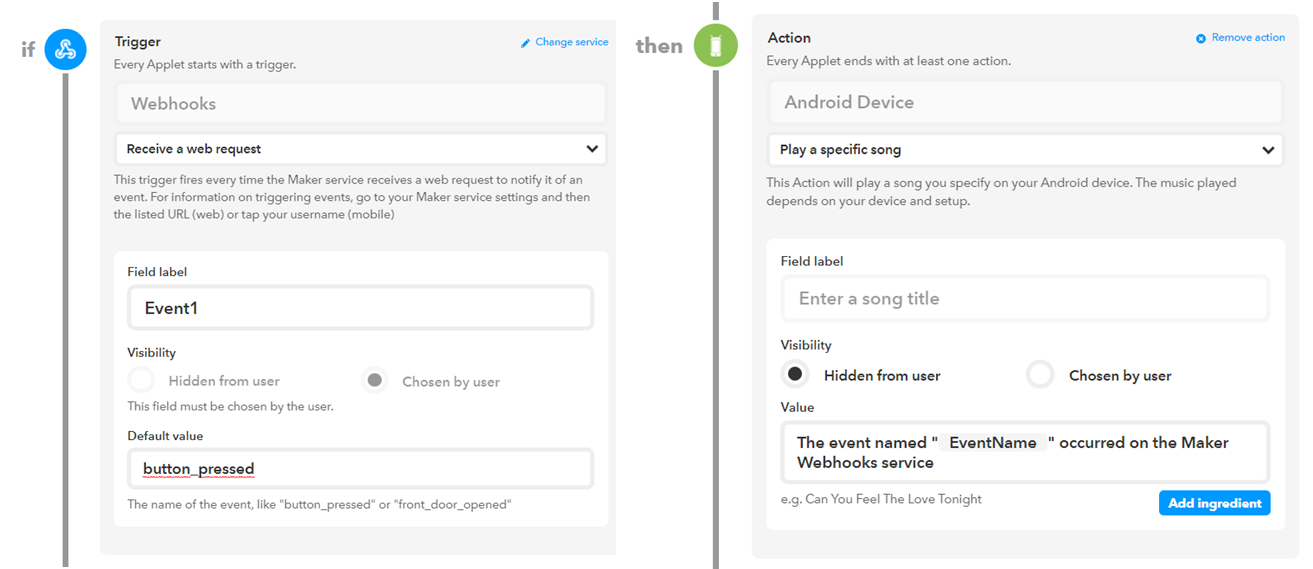 if
Trigger
Change service
Every Applet starts with a trigger.
Webhooks
Receive a web request
This trigger fires every time the Maker service receives a web request to notify it of an
event. For information on triggering events, go to your Maker service settings and then
the listed URL (web) or tap your username (mobile)
Field label
Event1
Visibility
Hidden from user
Chosen by user
This field must be chosen by the user.
Default value
button_pressed
The name of the event, like "button_pressed" or "front_door_opened"
then
Action
Remove action
Every Applet ends with at least one action.
Android Device
Play a specific song
This Action will play a song you specify on your Android device. The music played
depends on your device and setup.
Field label
Enter a song title
Visibility
Hidden from user
Chosen by user
Value
The event named " EventName " occurred on the Maker
Webhooks service
e.g. Can You Feel The Love Tonight
Add ingredient